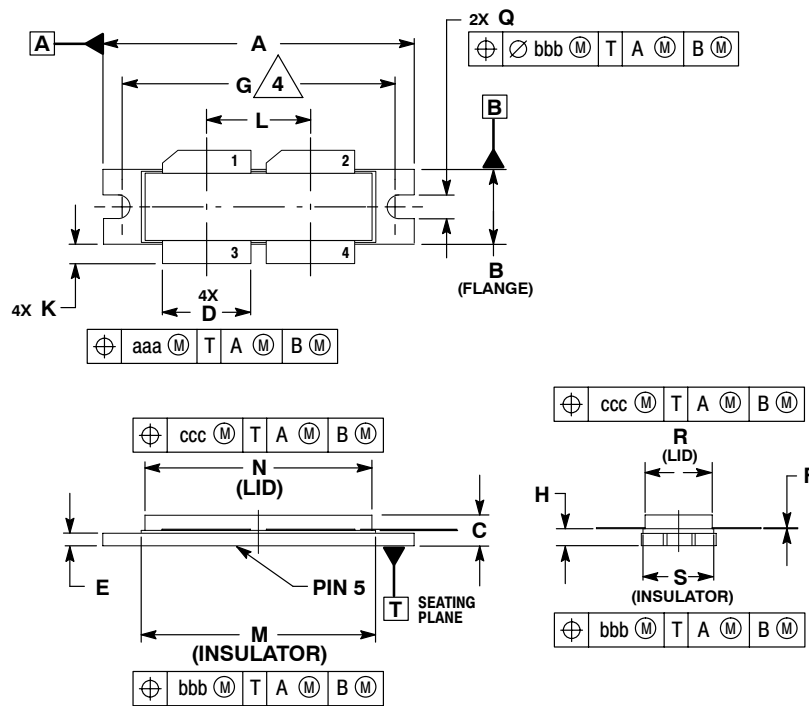 A
A
2X Q
⌖ ∅ bbb Ⓜ T A Ⓜ B Ⓜ
G 4
L
B
1
2
3
4
4X K
4X
D
B
(FLANGE)
⌖ aaa Ⓜ T A Ⓜ B Ⓜ
⌖ ccc Ⓜ T A Ⓜ B Ⓜ
N
(LID)
C
E
PIN 5
T SEATING
PLANE
M
(INSULATOR)
⌖ bbb Ⓜ T A Ⓜ B Ⓜ
⌖ ccc Ⓜ T A Ⓜ B Ⓜ
R
(LID)
H
S
(INSULATOR)
⌖ bbb Ⓜ T A Ⓜ B Ⓜ